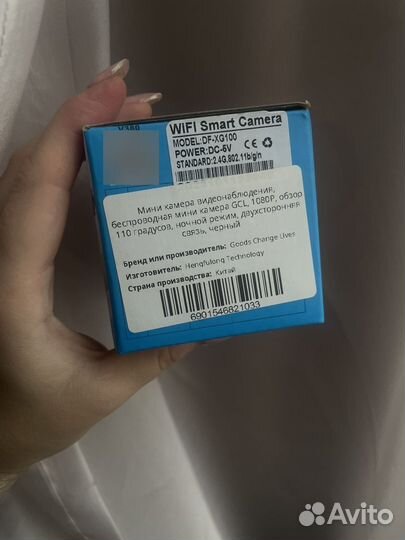 V380
WiFI Smart Camera
MODEL:DF-XG100
POWER:DC-5V
STANDARD:2.4G.802.11b/g/n
Мини камера видеонаблюдения,
беспроводная мини камера GCL, 1080P, обзор
110 градусов, ночной режим, двухсторонняя
связь, черный
Бренд или производитель: Goods Change Lives
Изготовитель: Hengfulong Technology
Страна производства: Китай
6901546821033
Avito